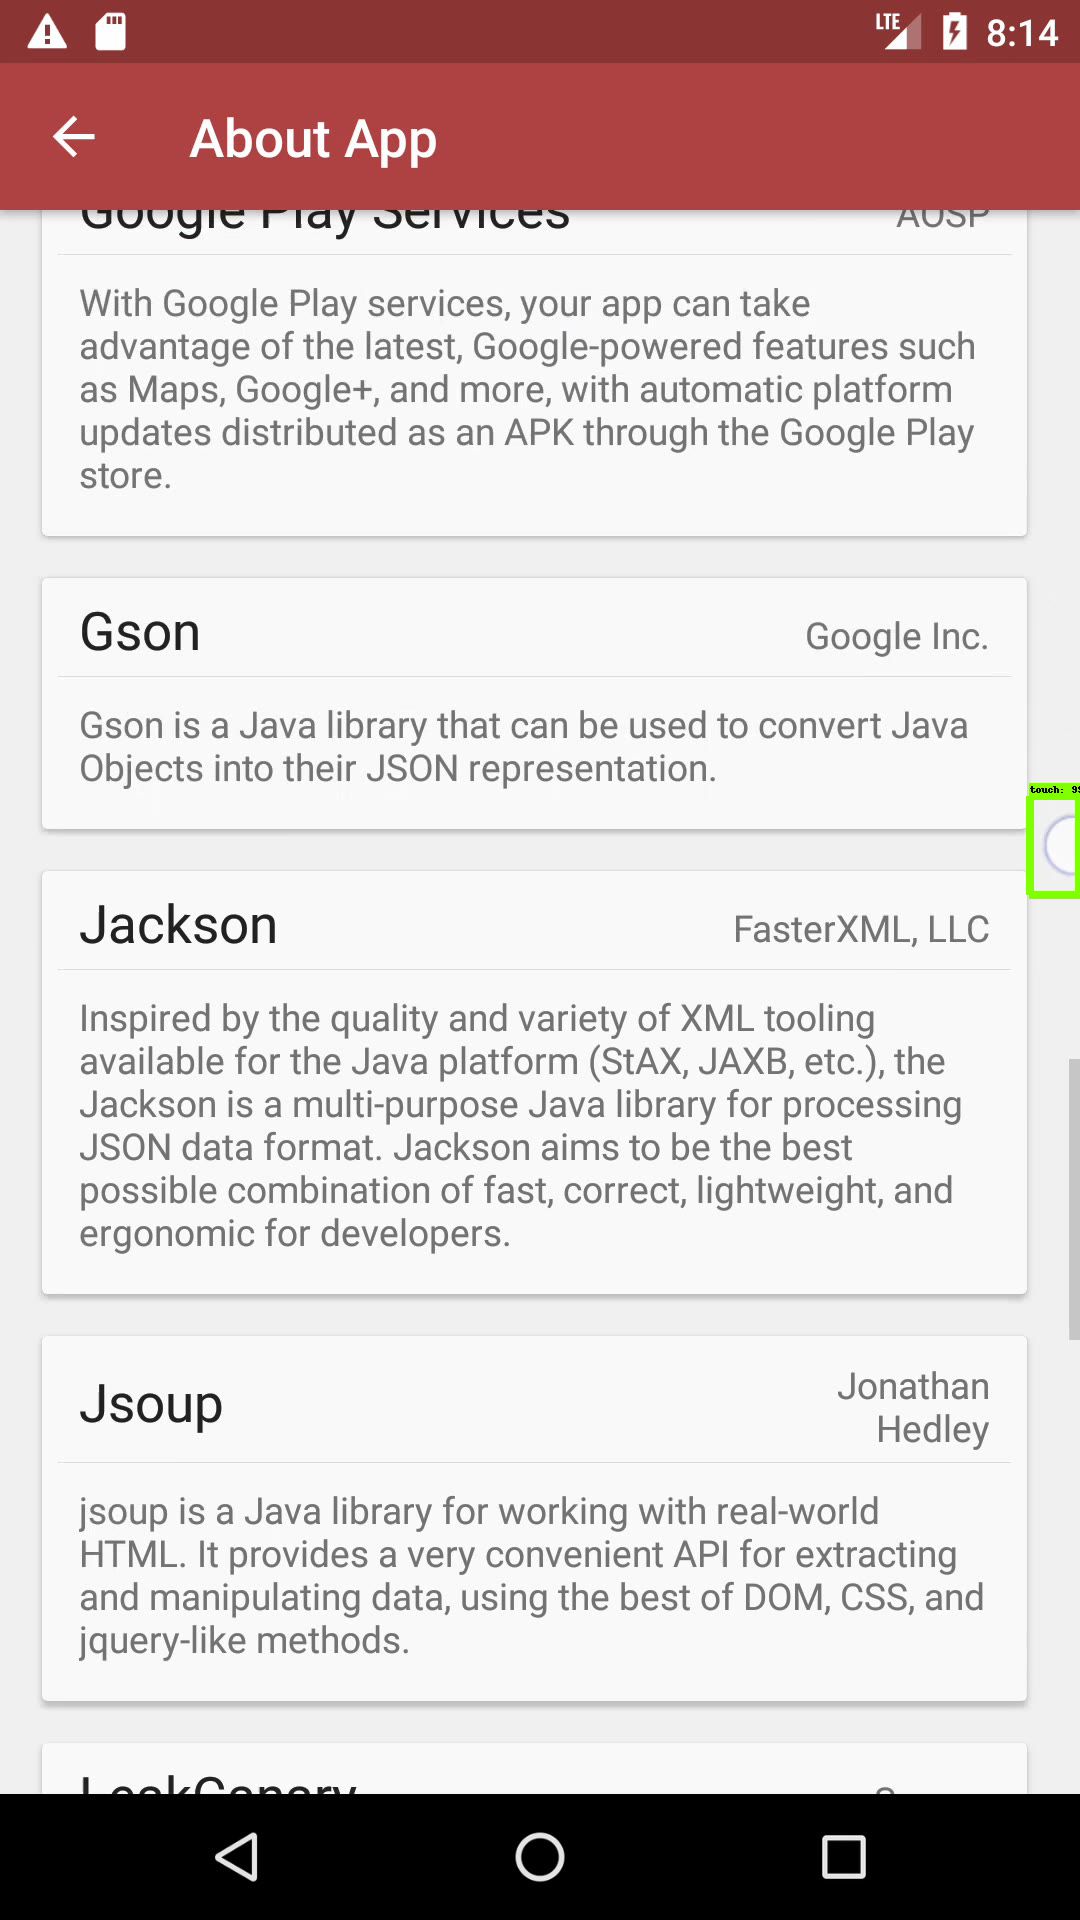 LTE 8:14
About App
Google Play Services AOSP
With Google Play services, your app can take
advantage of the latest, Google-powered features such
as Maps, Google+, and more, with automatic platform
updates distributed as an APK through the Google Play
store.
Gson Google Inc.
Gson is a Java library that can be used to convert Java
Objects into their JSON representation.
touch:
Jackson FasterXML, LLC
Inspired by the quality and variety of XML tooling
available for the Java platform (StAX, JAXB, etc.), the
Jackson is a multi-purpose Java library for processing
JSON data format. Jackson aims to be the best
possible combination of fast, correct, lightweight, and
ergonomic for developers.
Jsoup Jonathan
Hedley
jsoup is a Java library for working with real-world
HTML. It provides a very convenient API for extracting
and manipulating data, using the best of DOM, CSS, and
jquery-like methods.
LeakCanary